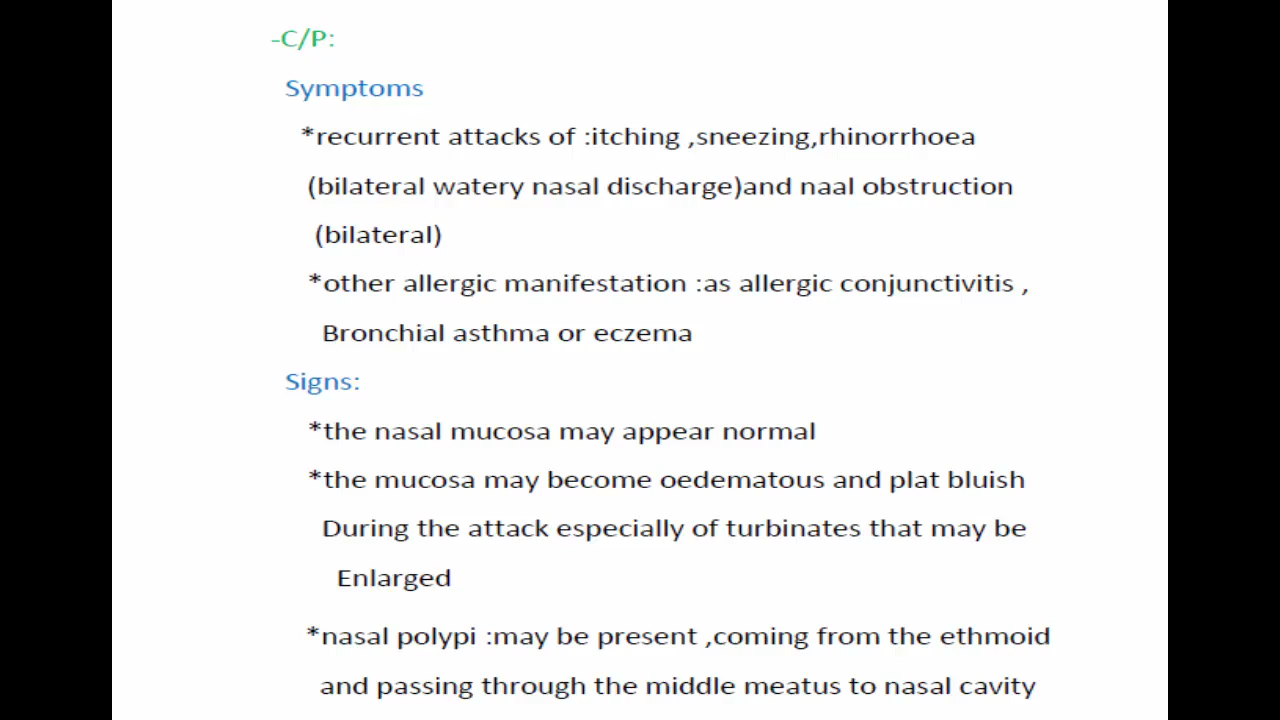 -C/P:
Symptoms
*recurrent attacks of :itching ,sneezing,rhinorrhoea
(bilateral watery nasal discharge)and naal obstruction
(bilateral)
*other allergic manifestation :as allergic conjunctivitis ,
Bronchial asthma or eczema
Signs:
*the nasal mucosa may appear normal
*the mucosa may become oedematous and plat bluish
During the attack especially of turbinates that may be
Enlarged
*nasal polypi :may be present ,coming from the ethmoid
and passing through the middle meatus to nasal cavity